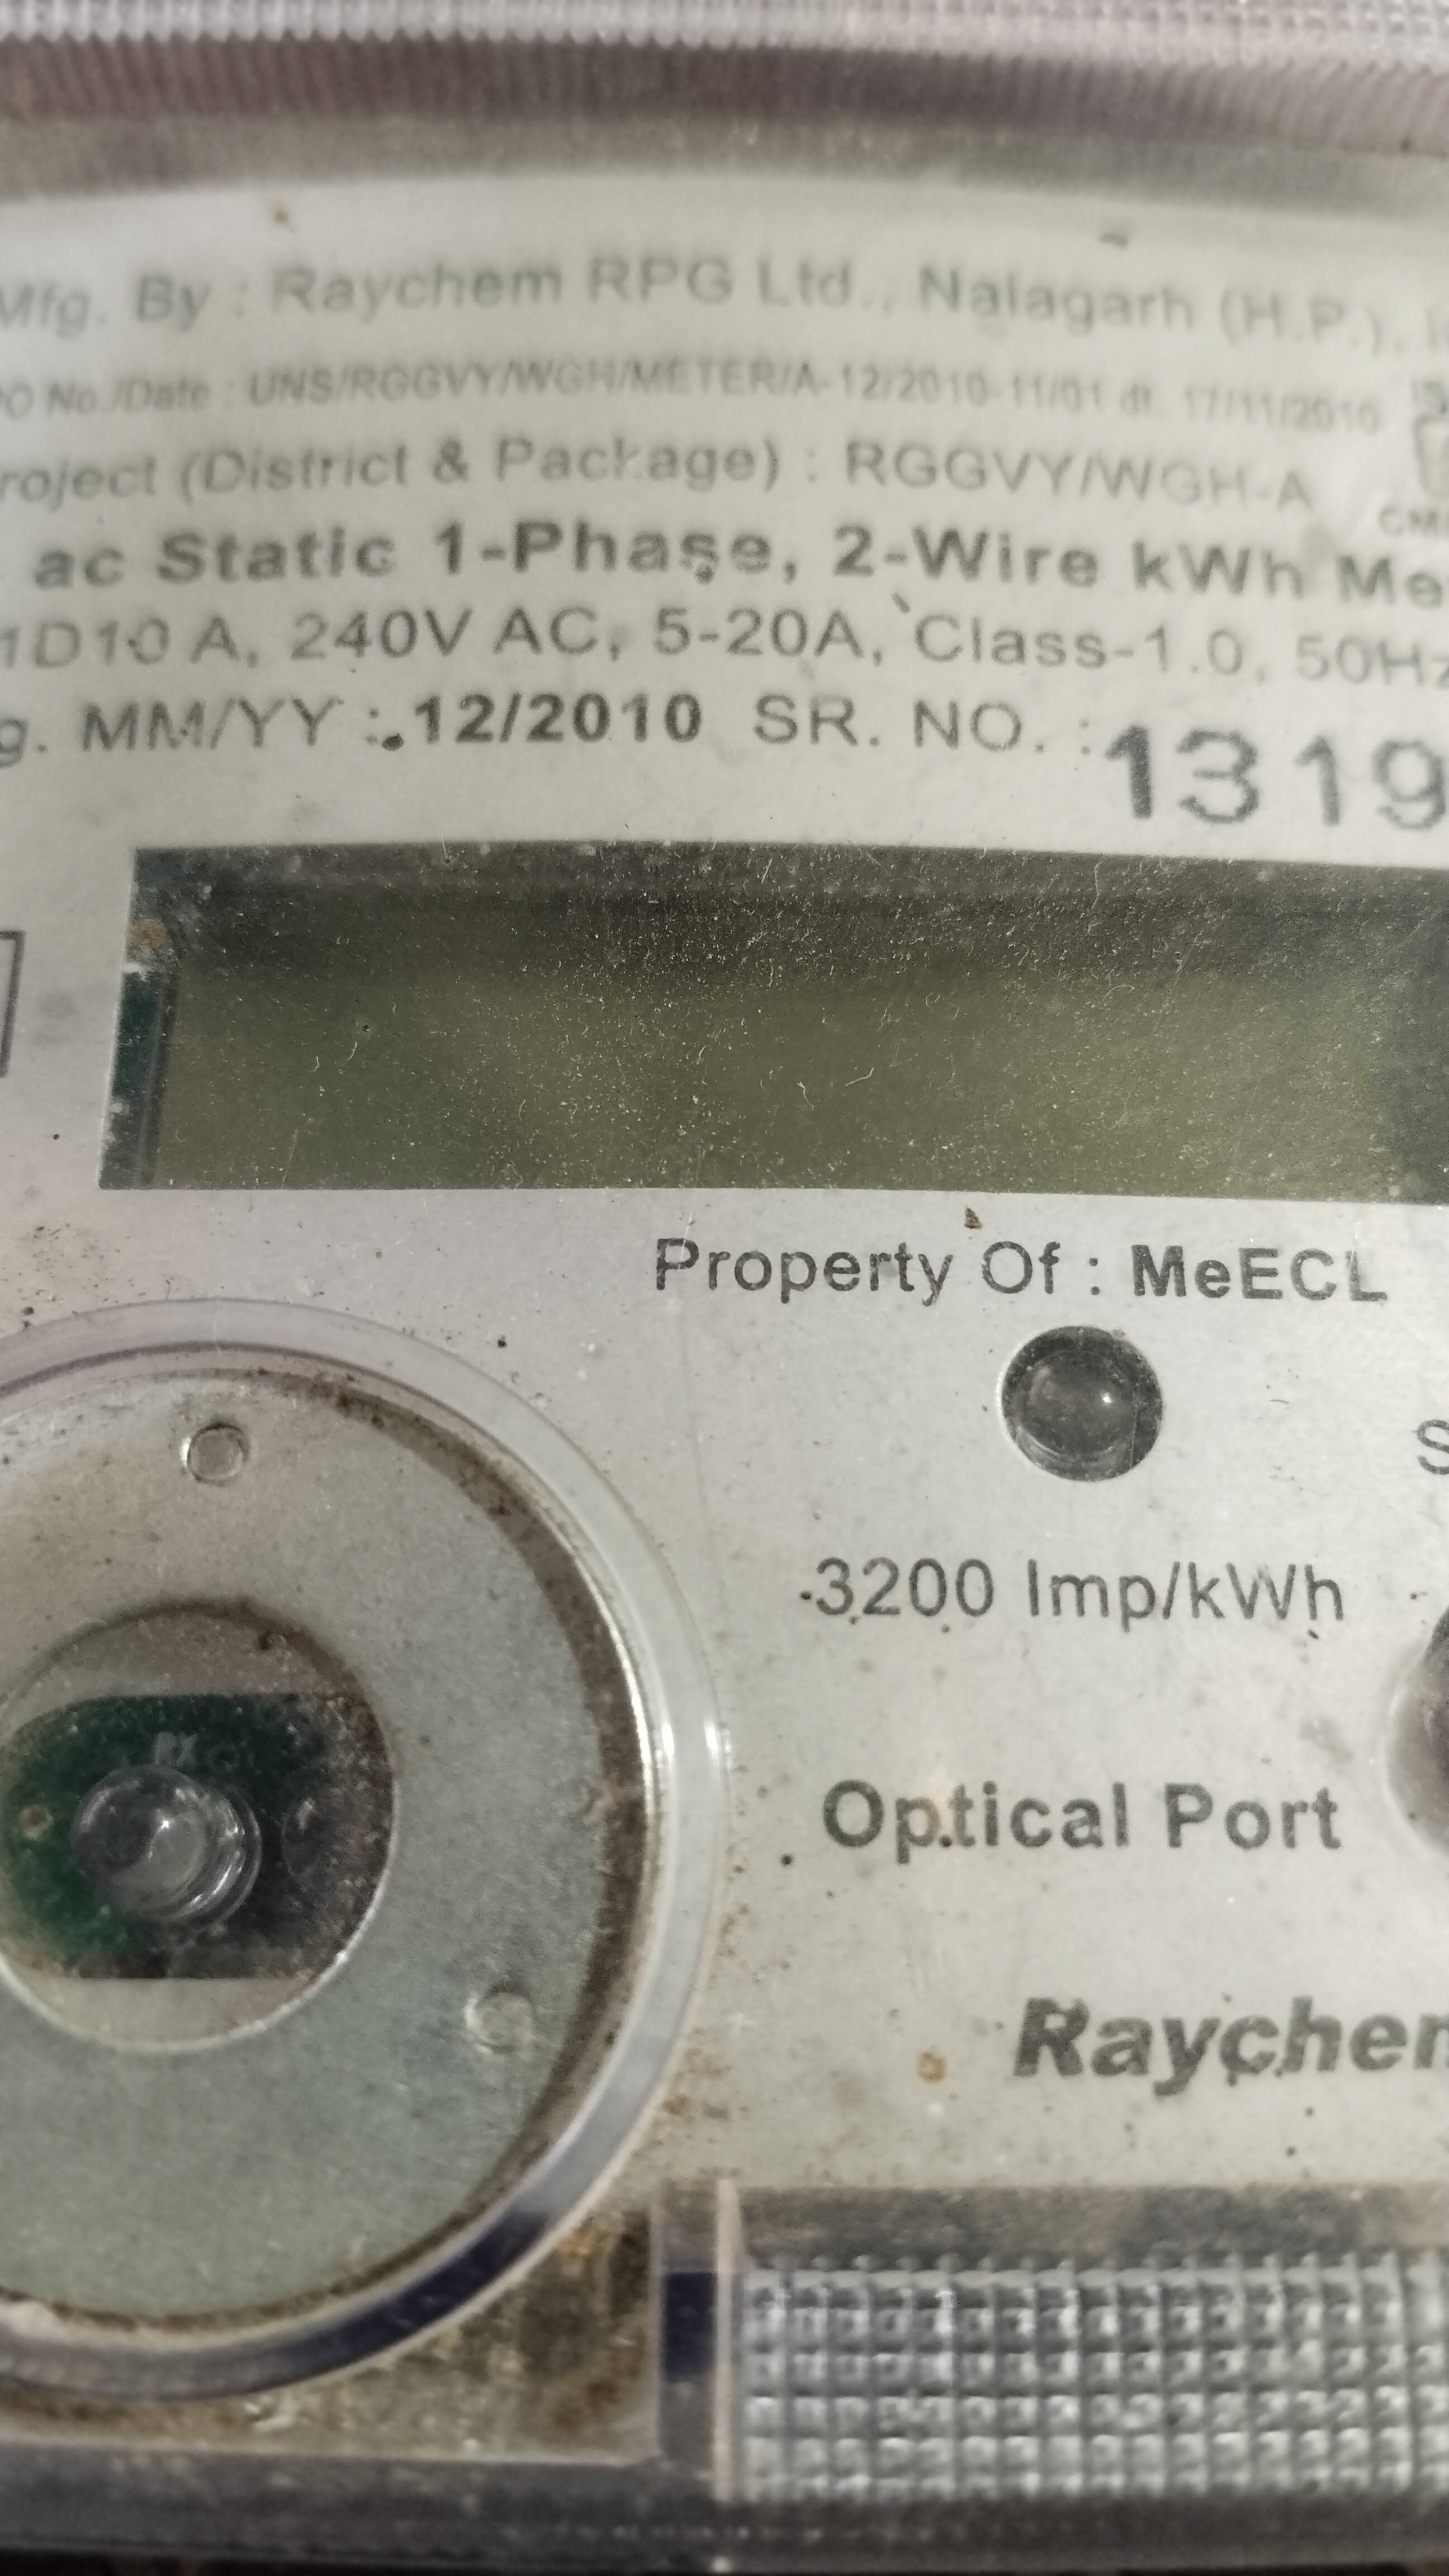 Mfg. By : Raychem RPG Ltd., Nalagarh (H.P.),
PO No./Date : UNS/RGGVY/WGH/METER/A-12/2010-11/01 dt. 17/11/2010
roject (District & Package) : RGGVY/WGH-A
ac Static 1-Phase, 2-Wire kWh Me
1D10 A, 240V AC, 5-20A, Class-1.0, 50Hz
g. MM/YY : 12/2010 SR. NO. : 1319
Property Of : MeECL
3200 Imp/kWh
Optical Port
Raychem
RX